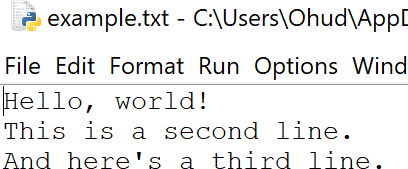 example.txt - C:\Users\Ohud\AppD
File Edit Format Run Options Wind
Hello, world!
This is a second line.
And here's a third line.